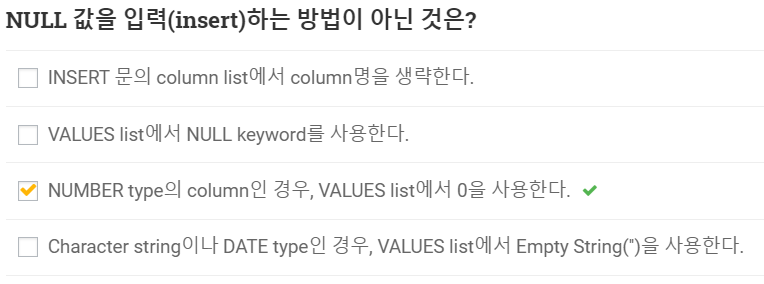 NULL 값을 입력(insert)하는 방법이 아닌 것은?
INSERT 문의 column list에서 column명을 생략한다.
VALUES list에서 NULL keyword를 사용한다.
NUMBER type의 column인 경우, VALUES list에서 0을 사용한다.
Character string이나 DATE type인 경우, VALUES list에서 Empty String('')을 사용한다.